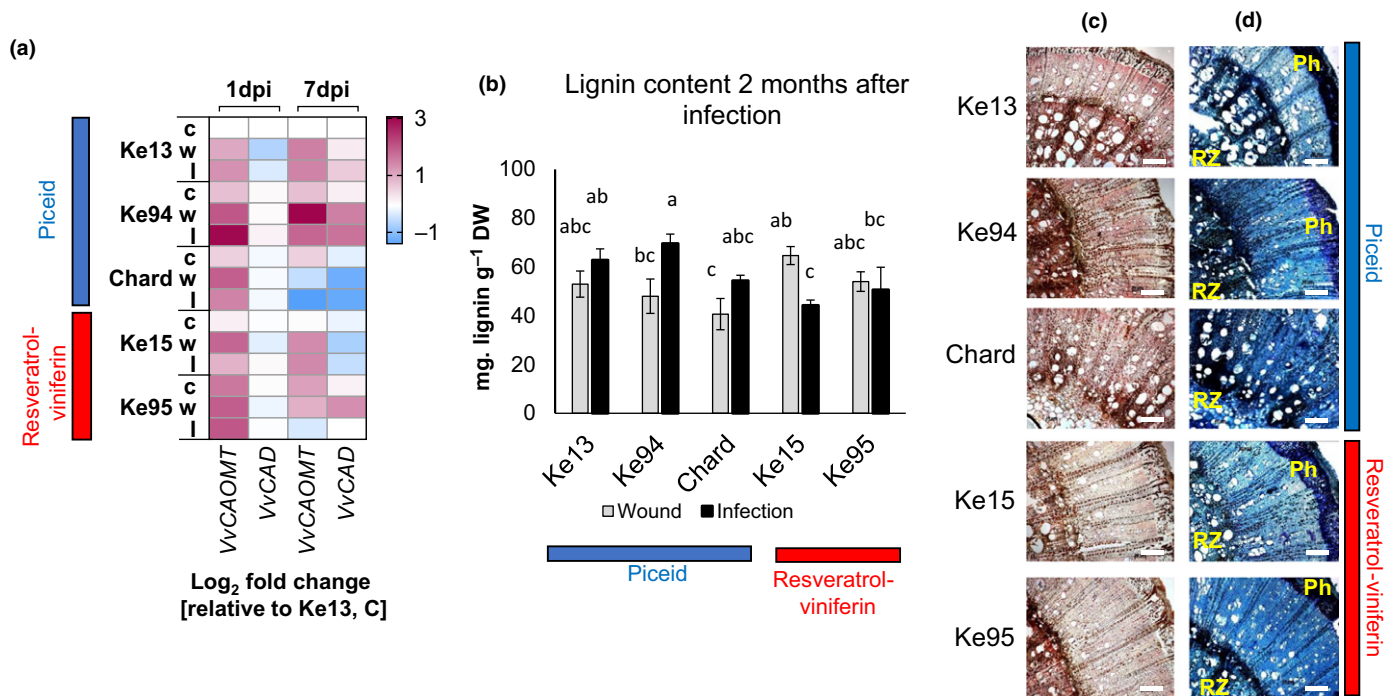 (a)
1dpi 7dpi
Piceid
Resveratrol-
viniferin
Ke13
c
w
I
Ke94
c
w
I
Chard
c
w
I
Ke15
c
w
I
Ke95
c
w
I
3
1
–1
VvCAOMT
VvCAD
VvCAOMT
VvCAD
Log₂ fold change
[relative to Ke13, C]
(b)
Lignin content 2 months after
infection
mg. lignin g⁻¹ DW
100
80
60
40
20
0
abc ab
bc a
c abc
ab c
abc bc
Ke13
Ke94
Chard
Ke15
Ke95
Wound Infection
Piceid
Resveratrol-
viniferin
(c) (d)
Ke13
Ph
RZ
Ke94
Ph
RZ
Chard
RZ
Ke15
Ph
RZ
Ke95
Ph
RZ
Piceid
Resveratrol-viniferin